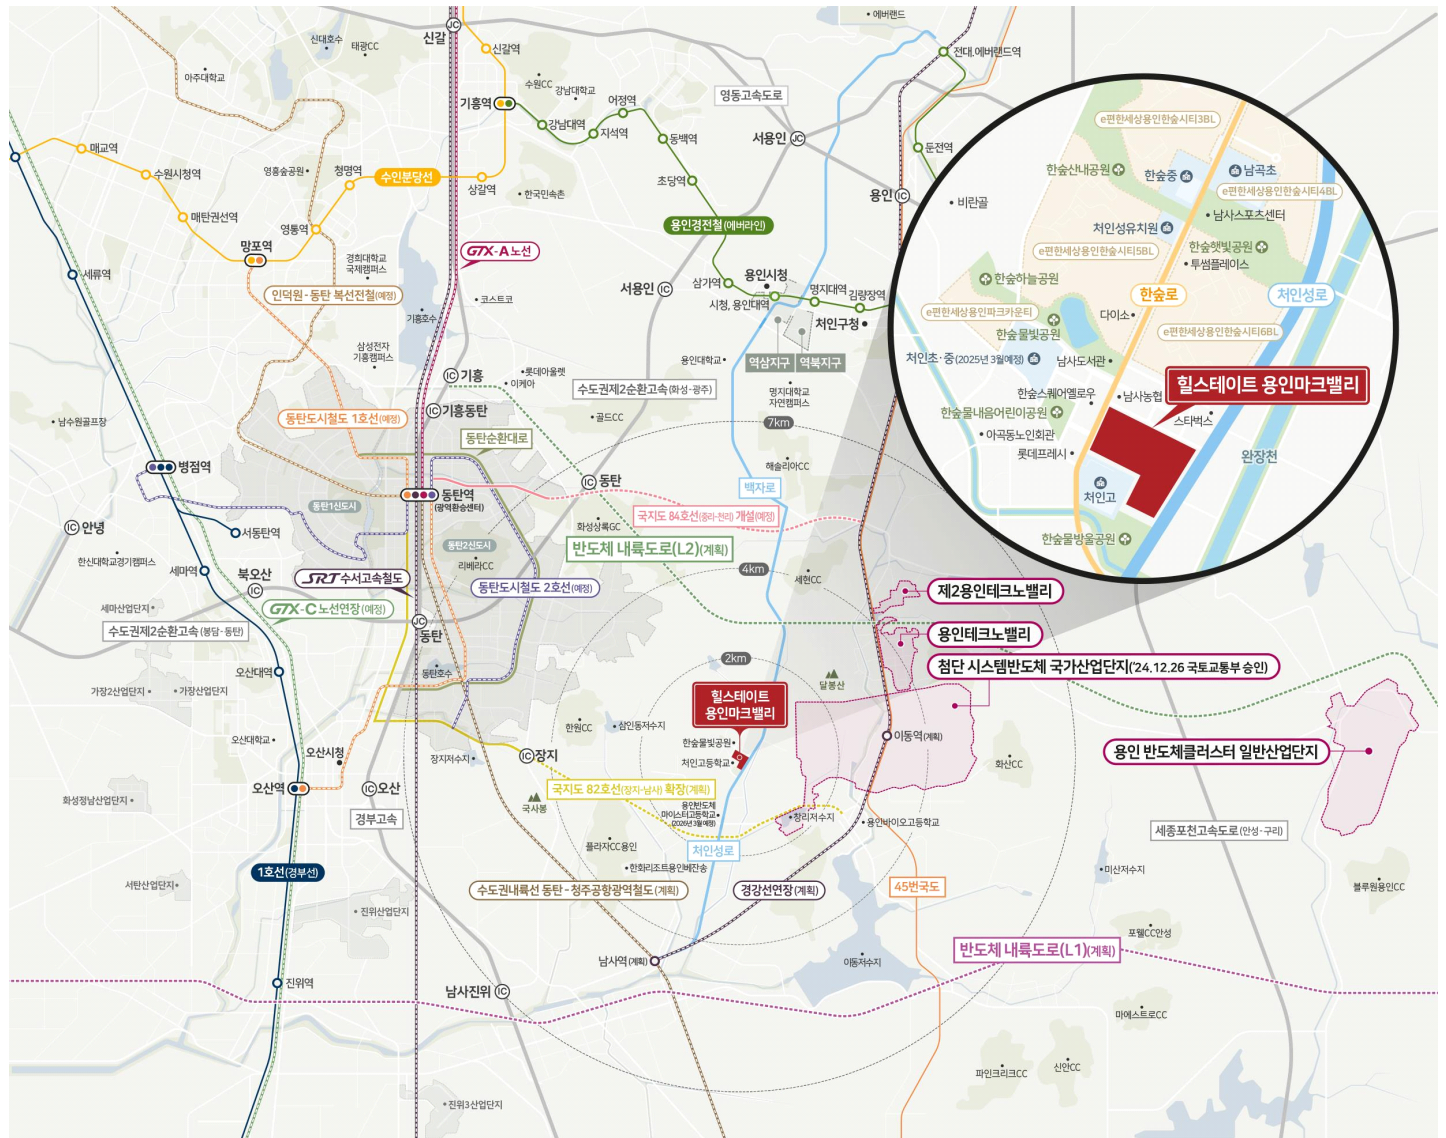 에버랜드
신갈
JC
신갈역
신대호수
태광CC
아주대학교
전대.에버랜드역
수원CC
강남대학교
기흥역
어정역
영동고속도로
강남대역
지석역
동백역
서용인
JC
둔전역
매교역
수원시청역
영흥숲공원
청명역
수인분당선
상갈역
한국민속촌
초당역
용인
IC
비란골
매탄권선역
영통역
용인경전철(에버라인)
망포역
경희대학교
국제캠퍼스
GTX-A 노선
세류역
인덕원-동탄 복선전철(예정)
코스트코
기흥호수
서용인
IC
삼가역
용인시청
시청, 용인대역
명지대역
김량장역
처인구청
삼성전자
기흥캠퍼스
용인대학교
역삼지구
역북지구
IC
기흥
롯데아울렛
이케아
수도권제2순환고속(화성-광주)
명지대학교
자연캠퍼스
IC
기흥동탄
골드CC
동탄도시철도 1호선(예정)
남수원골프장
동탄순환대로
7km
해솔리아CC
병점역
동탄역
(광역환승센터)
IC
동탄
백자로
동탄1신도시
국지도 84호선(중리-천리) 개설(예정)
IC
안녕
서동탄역
화성상록GC
동탄2신도시
리베라CC
반도체 내륙도로(L2)(계획)
한신대학교경기캠퍼스
세마역
북오산
IC
SRT 수서고속철도
동탄도시철도 2호선(예정)
4km
세현CC
제2용인테크노밸리
세마산업단지
GTX-C 노선연장(예정)
수도권제2순환고속(봉담-동탄)
JC
동탄
용인테크노밸리
첨단 시스템반도체 국가산업단지('24.12.26 국토교통부 승인)
오산대역
동탄호수
2km
달봉산
가장2산업단지
가장산업단지
힐스테이트
용인마크밸리
한원CC
삼인동저수지
한숲물빛공원
처인고등학교
이동역(계획)
오산대학교
오산시청
장지저수지
IC
장지
화산CC
용인 반도체클러스터 일반산업단지
오산역
IC
오산
국지도 82호선(장지-남사) 확장(계획)
화성정남산업단지
국사봉
용인반도체
마이스터고등학교
(2026년 3월예정)
창리저수지
용인바이오고등학교
경부고속
세종포천고속도로(안성-구리)
플라자CC용인
처인성로
한화리조트용인베잔송
1호선(경부선)
서탄산업단지
수도권내륙선 동탄-청주공항광역철도(계획)
경강선연장(계획)
45번국도
미산저수지
블루원용인CC
진위산업단지
포웰CC안성
반도체 내륙도로(L1)(계획)
남사역(계획)
이동저수지
진위역
남사진위
IC
마에스트로CC
파인크리크CC
신안CC
진위3산업단지
e편한세상용인한숲시티3BL
한숲산내공원
한숲중
남곡초
e편한세상용인한숲시티4BL
남사스포츠센터
처인성유치원
한숲햇빛공원
e편한세상용인한숲시티5BL
투썸플레이스
한숲하늘공원
한숲로
처인성로
e편한세상용인파크카운티
다이소
한숲물빛공원
e편한세상용인한숲시티6BL
처인초·중(2025년 3월예정)
남사도서관
힐스테이트 용인마크밸리
한숲스퀘어옐로우
남사농협
한숲물내음어린이공원
스타벅스
아곡동노인회관
롯데프레시
완장천
처인고
한숲물방울공원